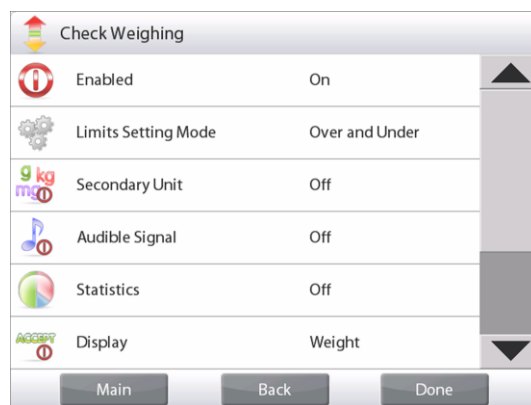 Check Weighing
Enabled On
Limits Setting Mode Over and Under
g kg mg Secondary Unit Off
Audible Signal Off
Statistics Off
ACCEPT Display Weight
Main Back Done